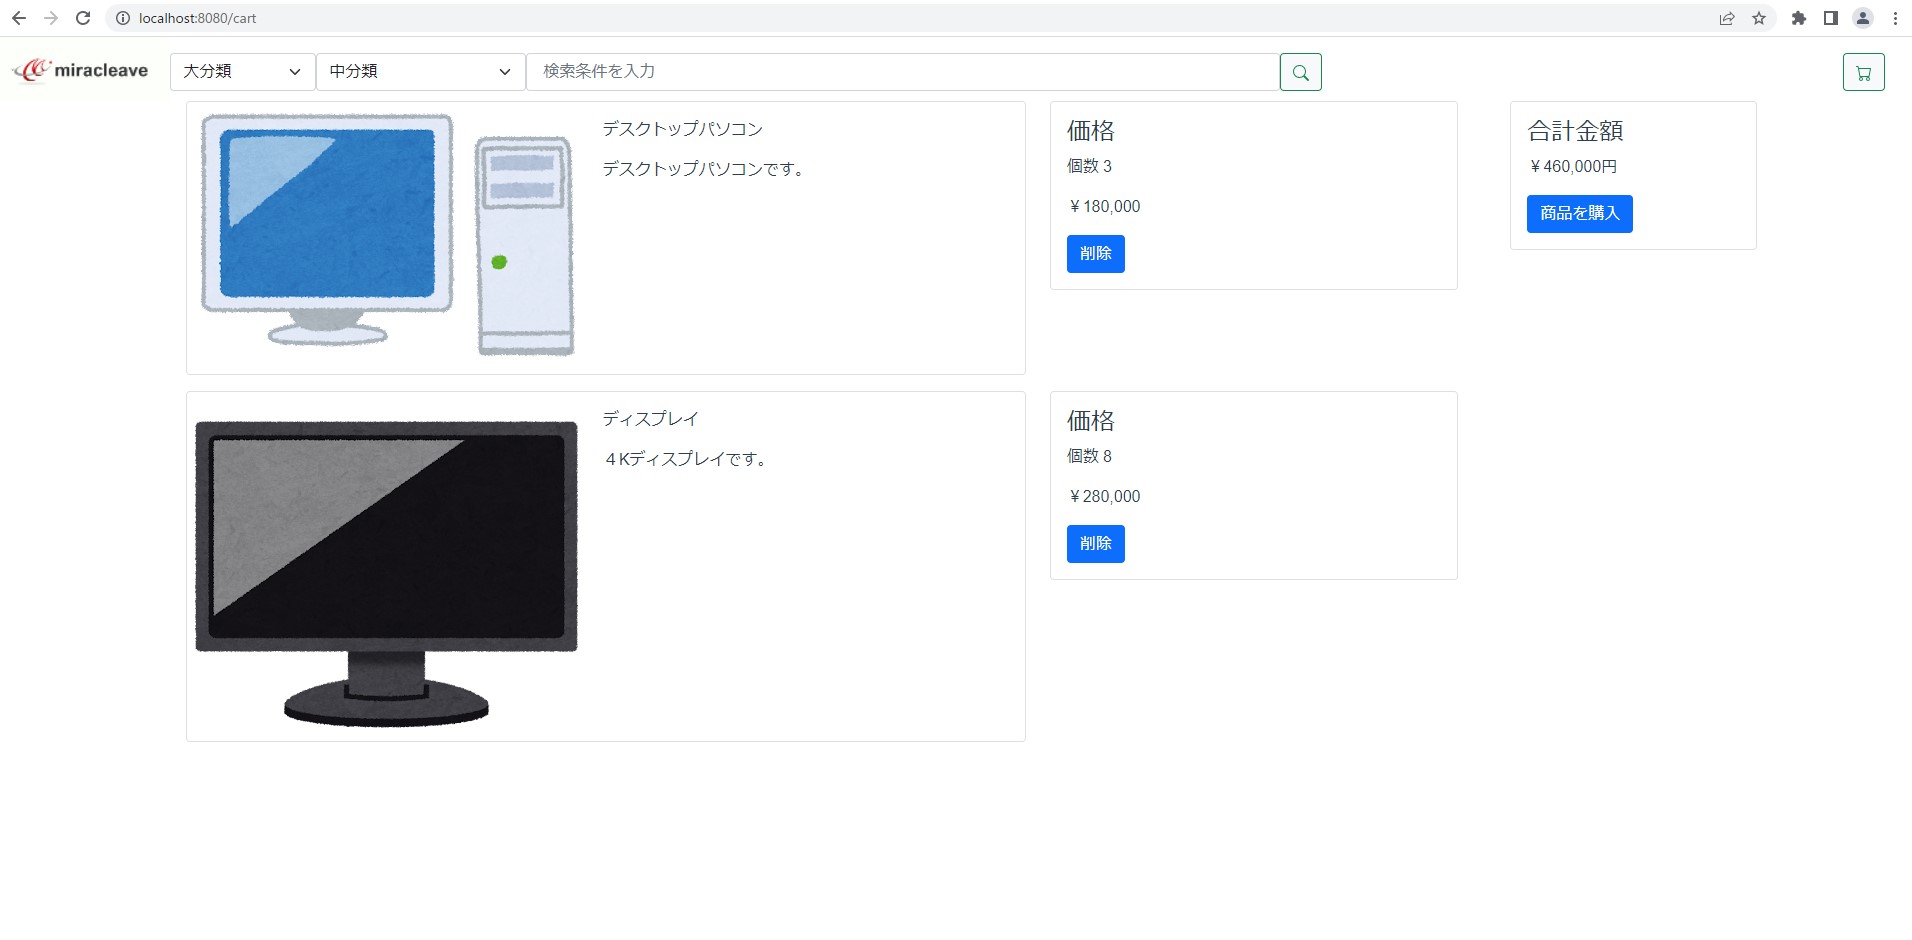 localhost:8080/cart
miracleave
大分類
中分類
検索条件を入力
デスクトップパソコン
デスクトップパソコンです。
価格
個数 3
￥180,000
削除
合計金額
￥460,000円
商品を購入
ディスプレイ
４Kディスプレイです。
価格
個数 8
￥280,000
削除